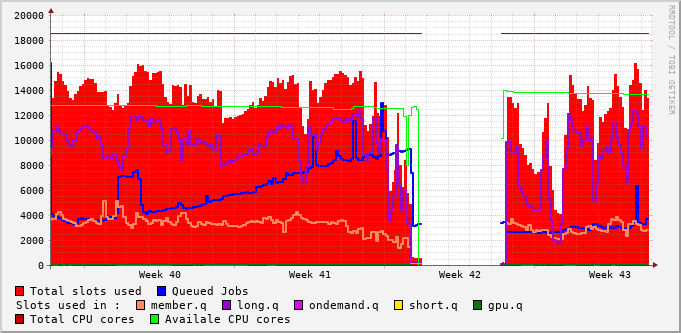 20000
18000
16000
14000
12000
10000
8000
6000
4000
2000
0
Week 40 Week 41 Week 42 Week 43
Total slots used Queued Jobs
Slots used in : member.q long.q ondemand.q short.q gpu.q
Total CPU cores Availale CPU cores
RRDTOOL / TOBI OETIKER